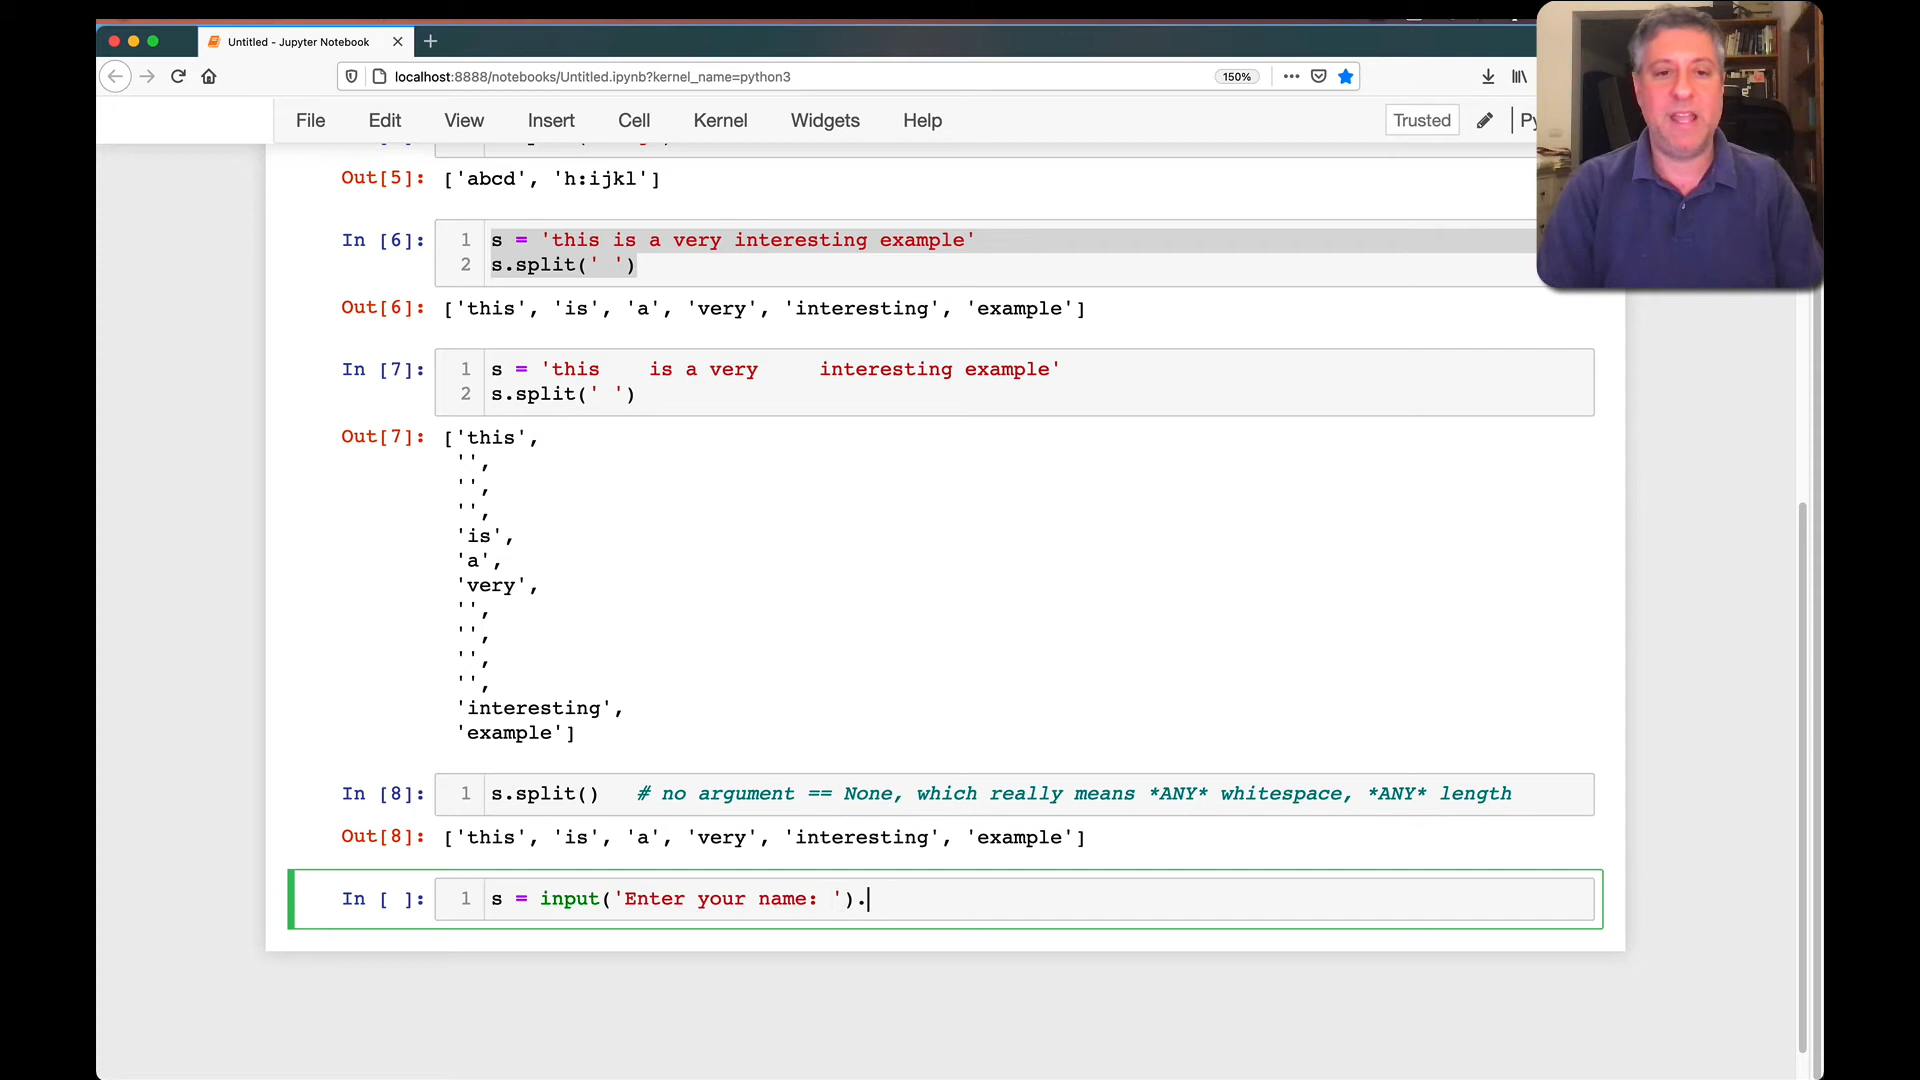 Untitled - Jupyter Notebook
localhost:8888/notebooks/Untitled.ipynb?kernel_name=python3
150%
File Edit View Insert Cell Kernel Widgets Help
Trusted
Py
Out[5]: ['abcd', 'h:ijkl']
In [6]: 1 s = 'this is a very interesting example'
2 s.split(' ')
Out[6]: ['this', 'is', 'a', 'very', 'interesting', 'example']
In [7]: 1 s = 'this    is a very     interesting example'
2 s.split(' ')
Out[7]: ['this',
'',
'',
'',
'is',
'a',
'very',
'',
'',
'',
'',
'interesting',
'example']
In [8]: 1 s.split()   # no argument == None, which really means *ANY* whitespace, *ANY* length
Out[8]: ['this', 'is', 'a', 'very', 'interesting', 'example']
In [ ]: 1 s = input('Enter your name: ').